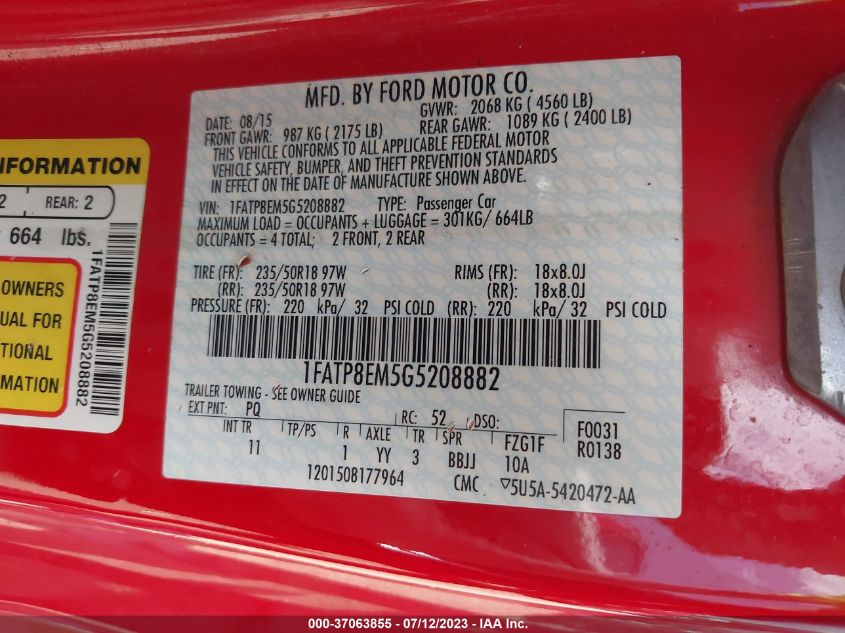 MFD. BY FORD MOTOR CO.
DATE: 08/15 GVWR: 2068 KG ( 4560 LB)
FRONT GAWR: 987 KG ( 2175 LB) REAR GAWR: 1089 KG ( 2400 LB)
THIS VEHICLE CONFORMS TO ALL APPLICABLE FEDERAL MOTOR
VEHICLE SAFETY, BUMPER, AND THEFT PREVENTION STANDARDS
IN EFFECT ON THE DATE OF MANUFACTURE SHOWN ABOVE.
VIN: 1FATP8EM5G5208882 TYPE: Passenger Car
MAXIMUM LOAD = OCCUPANTS + LUGGAGE = 301KG/ 664LB
OCCUPANTS = 4 TOTAL; 2 FRONT, 2 REAR
TIRE (FR): 235/50R18 97W RIMS (FR): 18x8.0J
(RR): 235/50R18 97W (RR): 18x8.0J
PRESSURE (FR): 220 kPa/ 32 PSI COLD (RR): 220 kPa/ 32 PSI COLD
1FATP8EM5G5208882
TRAILER TOWING - SEE OWNER GUIDE
EXT PNT: PQ RC: 52 DSO: F0031
INT TR TP/PS R AXLE TR SPR FZG1F R0138
11 1 YY 3 BBJJ 10A
1201508177964 CMC ▽5U5A-5420472-AA
INFORMATION
2 REAR: 2
664 lbs.
OWNERS
UAL FOR
TIONAL
MATION
1FATP8EM5G5208882
000-37063855 - 07/12/2023 - IAA Inc.